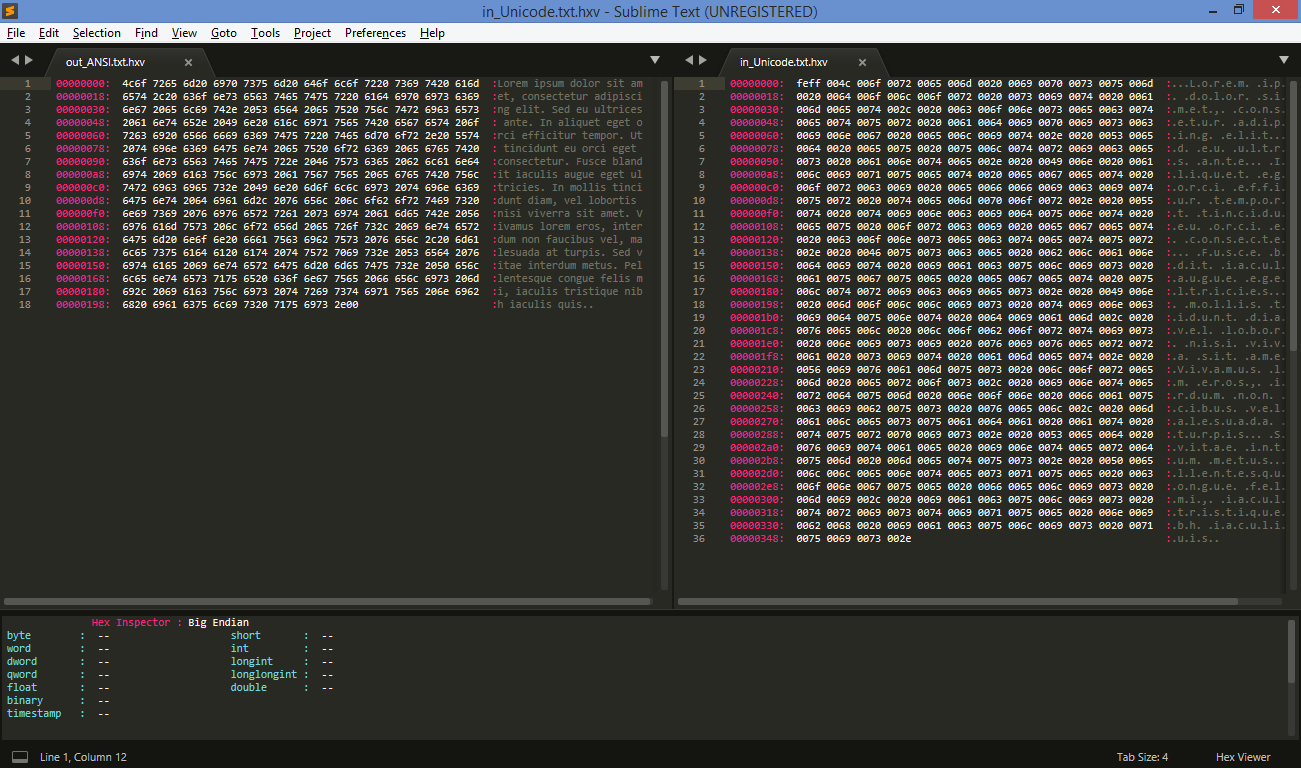 in_Unicode.txt.hxv - Sublime Text (UNREGISTERED)
File Edit Selection Find View Goto Tools Project Preferences Help
out_ANSI.txt.hxv ×
1 00000000: 4c6f 7265 6d20 6970 7375 6d20 646f 6c6f 7220 7369 7420 616d :Lorem ipsum dolor sit am
2 00000018: 6574 2c20 636f 6e73 6563 7465 7475 7220 6164 6970 6973 6369 :et, consectetur adipisci
3 00000030: 6e67 2065 6c69 742e 2053 6564 2065 7520 756c 7472 6963 6573 :ng elit. Sed eu ultrices
4 00000048: 2061 6e74 652e 2049 6e20 616c 6971 7565 7420 6567 6574 206f : ante. In aliquet eget o
5 00000060: 7263 6920 6566 6669 6369 7475 7220 7465 6d70 6f72 2e20 5574 :rci efficitur tempor. Ut
6 00000078: 2074 696e 6369 6475 6e74 2065 7520 6f72 6369 2065 6765 7420 : tincidunt eu orci eget 
7 00000090: 636f 6e73 6563 7465 7475 722e 2046 7573 6365 2062 6c61 6e64 :consectetur. Fusce bland
8 000000a8: 6974 2069 6163 756c 6973 2061 7567 7565 2065 6765 7420 756c :it iaculis augue eget ul
9 000000c0: 7472 6963 6965 732e 2049 6e20 6d6f 6c6c 6973 2074 696e 6369 :tricies. In mollis tinci
10 000000d8: 6475 6e74 2064 6961 6d2c 2076 656c 206c 6f62 6f72 7469 7320 :dunt diam, vel lobortis 
11 000000f0: 6e69 7369 2076 6976 6572 7261 2073 6974 2061 6d65 742e 2056 :nisi viverra sit amet. V
12 00000108: 6976 616d 7573 206c 6f72 656d 2065 726f 732c 2069 6e74 6572 :ivamus lorem eros, inter
13 00000120: 6475 6d20 6e6f 6e20 6661 7563 6962 7573 2076 656c 2c20 6d61 :dum non faucibus vel, ma
14 00000138: 6c65 7375 6164 6120 6174 2074 7572 7069 732e 2053 6564 2076 :lesuada at turpis. Sed v
15 00000150: 6974 6165 2069 6e74 6572 6475 6d20 6d65 7475 732e 2050 656c :itae interdum metus. Pel
16 00000168: 6c65 6e74 6573 7175 6520 636f 6e67 7565 2066 656c 6973 206d :lentesque congue felis m
17 00000180: 692c 2069 6163 756c 6973 2074 7269 7374 6971 7565 206e 6962 :i, iaculis tristique nib
18 00000198: 6820 6961 6375 6c69 7320 7175 6973 2e00 :h iaculis quis..
in_Unicode.txt.hxv ×
1 00000000: feff 004c 006f 0072 0065 006d 0020 0069 0070 0073 0075 006d :...L.o.r.e.m. .i.p
2 00000018: 0020 0064 006f 006c 006f 0072 0020 0073 0069 0074 0020 0061 :. .d.o.l.o.r. .s.i
3 00000030: 006d 0065 0074 002c 0020 0063 006f 006e 0073 0065 0063 0074 :.m.e.t.,. .c.o.n.s
4 00000048: 0065 0074 0075 0072 0020 0061 0064 0069 0070 0069 0073 0063 :.e.t.u.r. .a.d.i.p
5 00000060: 0069 006e 0067 0020 0065 006c 0069 0074 002e 0020 0053 0065 :.i.n.g. .e.l.i.t..
6 00000078: 0064 0020 0065 0075 0020 0075 006c 0074 0072 0069 0063 0065 :.d. .e.u. .u.l.t.r
7 00000090: 0073 0020 0061 006e 0074 0065 002e 0020 0049 006e 0020 0061 :.s. .a.n.t.e... .I
8 000000a8: 006c 0069 0071 0075 0065 0074 0020 0065 0067 0065 0074 0020 :.l.i.q.u.e.t. .e.g
9 000000c0: 006f 0072 0063 0069 0020 0065 0066 0066 0069 0063 0069 0074 :.o.r.c.i. .e.f.f.i
10 000000d8: 0075 0072 0020 0074 0065 006d 0070 006f 0072 002e 0020 0055 :.u.r. .t.e.m.p.o.r
11 000000f0: 0074 0020 0074 0069 006e 0063 0069 0064 0075 006e 0074 0020 :.t. .t.i.n.c.i.d.u
12 00000108: 0065 0075 0020 006f 0072 0063 0069 0020 0065 0067 0065 0074 :.e.u. .o.r.c.i. .e
13 00000120: 0020 0063 006f 006e 0073 0065 0063 0074 0065 0074 0075 0072 :. .c.o.n.s.e.c.t.e
14 00000138: 002e 0020 0046 0075 0073 0063 0065 0020 0062 006c 0061 006e :... .F.u.s.c.e. .b
15 00000150: 0064 0069 0074 0020 0069 0061 0063 0075 006c 0069 0073 0020 :.d.i.t. .i.a.c.u.l
16 00000168: 0061 0075 0067 0075 0065 0020 0065 0067 0065 0074 0020 0075 :.a.u.g.u.e. .e.g.e
17 00000180: 006c 0074 0072 0069 0063 0069 0065 0073 002e 0020 0049 006e :.l.t.r.i.c.i.e.s..
18 00000198: 0020 006d 006f 006c 006c 0069 0073 0020 0074 0069 006e 0063 :. .m.o.l.l.i.s. .t
19 000001b0: 0069 0064 0075 006e 0074 0020 0064 0069 0061 006d 002c 0020 :.i.d.u.n.t. .d.i.a
20 000001c8: 0076 0065 006c 0020 006c 006f 0062 006f 0072 0074 0069 0073 :.v.e.l. .l.o.b.o.r
21 000001e0: 0020 006e 0069 0073 0069 0020 0076 0069 0076 0065 0072 0072 :. .n.i.s.i. .v.i.v
22 000001f8: 0061 0020 0073 0069 0074 0020 0061 006d 0065 0074 002e 0020 :.a. .s.i.t. .a.m.e
23 00000210: 0056 0069 0076 0061 006d 0075 0073 0020 006c 006f 0072 0065 :.V.i.v.a.m.u.s. .l
24 00000228: 006d 0020 0065 0072 006f 0073 002c 0020 0069 006e 0074 0065 :.m. .e.r.o.s.,. .i
25 00000240: 0072 0064 0075 006d 0020 006e 006f 006e 0020 0066 0061 0075 :.r.d.u.m. .n.o.n.
26 00000258: 0063 0069 0062 0075 0073 0020 0076 0065 006c 002c 0020 006d :.c.i.b.u.s. .v.e.l
27 00000270: 0061 006c 0065 0073 0075 0061 0064 0061 0020 0061 0074 0020 :.a.l.e.s.u.a.d.a.
28 00000288: 0074 0075 0072 0070 0069 0073 002e 0020 0053 0065 0064 0020 :.t.u.r.p.i.s... .S
29 000002a0: 0076 0069 0074 0061 0065 0020 0069 006e 0074 0065 0072 0064 :.v.i.t.a.e. .i.n.t
30 000002b8: 0075 006d 0020 006d 0065 0074 0075 0073 002e 0020 0050 0065 :.u.m. .m.e.t.u.s..
31 000002d0: 006c 006c 0065 006e 0074 0065 0073 0071 0075 0065 0020 0063 :.l.l.e.n.t.e.s.q.u
32 000002e8: 006f 006e 0067 0075 0065 0020 0066 0065 006c 0069 0073 0020 :.o.n.g.u.e. .f.e.l
33 00000300: 006d 0069 002c 0020 0069 0061 0063 0075 006c 0069 0073 0020 :.m.i.,. .i.a.c.u.l
34 00000318: 0074 0072 0069 0073 0074 0069 0071 0075 0065 0020 006e 0069 :.t.r.i.s.t.i.q.u.e
35 00000330: 0062 0068 0020 0069 0061 0063 0075 006c 0069 0073 0020 0071 :.b.h. .i.a.c.u.l.i
36 00000348: 0075 0069 0073 002e :.u.i.s..
Hex Inspector : Big Endian
byte : -- short : --
word : -- int : --
dword : -- longint : --
qword : -- longlongint : --
float : -- double : --
binary : --
timestamp : --
Line 1, Column 12 Tab Size: 4 Hex Viewer